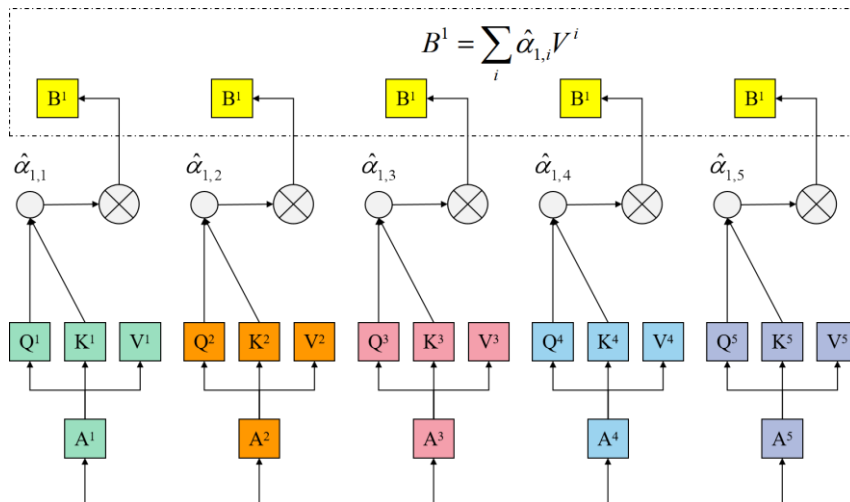 B¹ = ∑ᵢ α̂₁,ᵢ Vⁱ
B¹ B¹ B¹ B¹ B¹
α̂₁,₁ α̂₁,₂ α̂₁,₃ α̂₁,₄ α̂₁,₅
Q¹ K¹ V¹ Q² K² V² Q³ K³ V³ Q⁴ K⁴ V⁴ Q⁵ K⁵ V⁵
A¹ A² A³ A⁴ A⁵